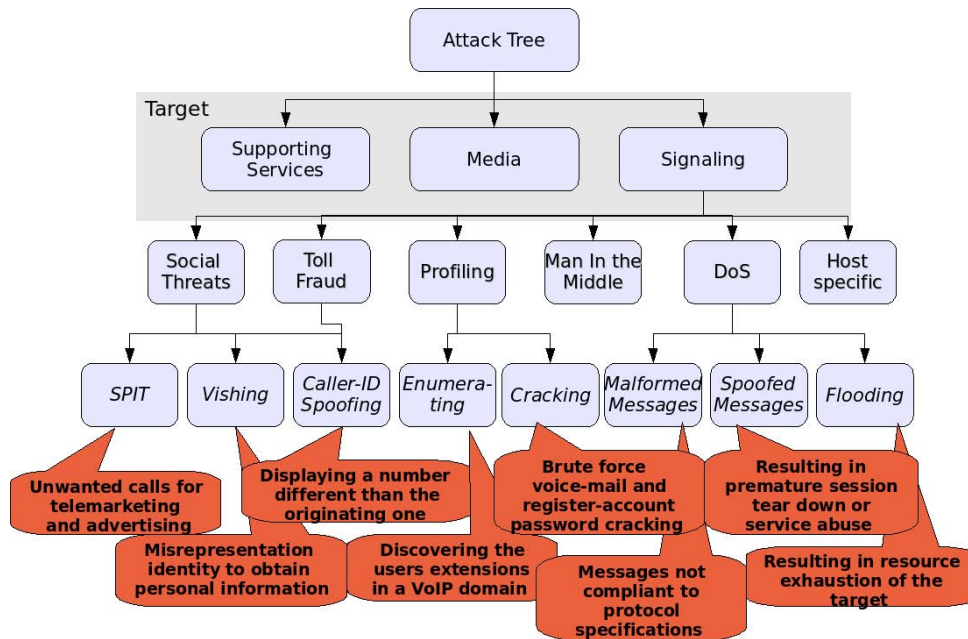 Attack Tree
Target
Supporting
Services
Media
Signaling
Social
Threats
Toll
Fraud
Profiling
Man In the
Middle
DoS
Host
specific
SPIT
Vishing
Caller-ID
Spoofing
Enumera-
ting
Cracking
Malformed
Messages
Spoofed
Messages
Flooding
Unwanted calls for
telemarketing
and advertising
Misrepresentation
identity to obtain
personal information
Displaying a number
different than the
originating one
Discovering the
users extensions
in a VoIP domain
Brute force
voice-mail and
register-account
password cracking
Messages not
compliant to
protocol
specifications
Resulting in
premature session
tear down or
service abuse
Resulting in resource
exhaustion of the
target